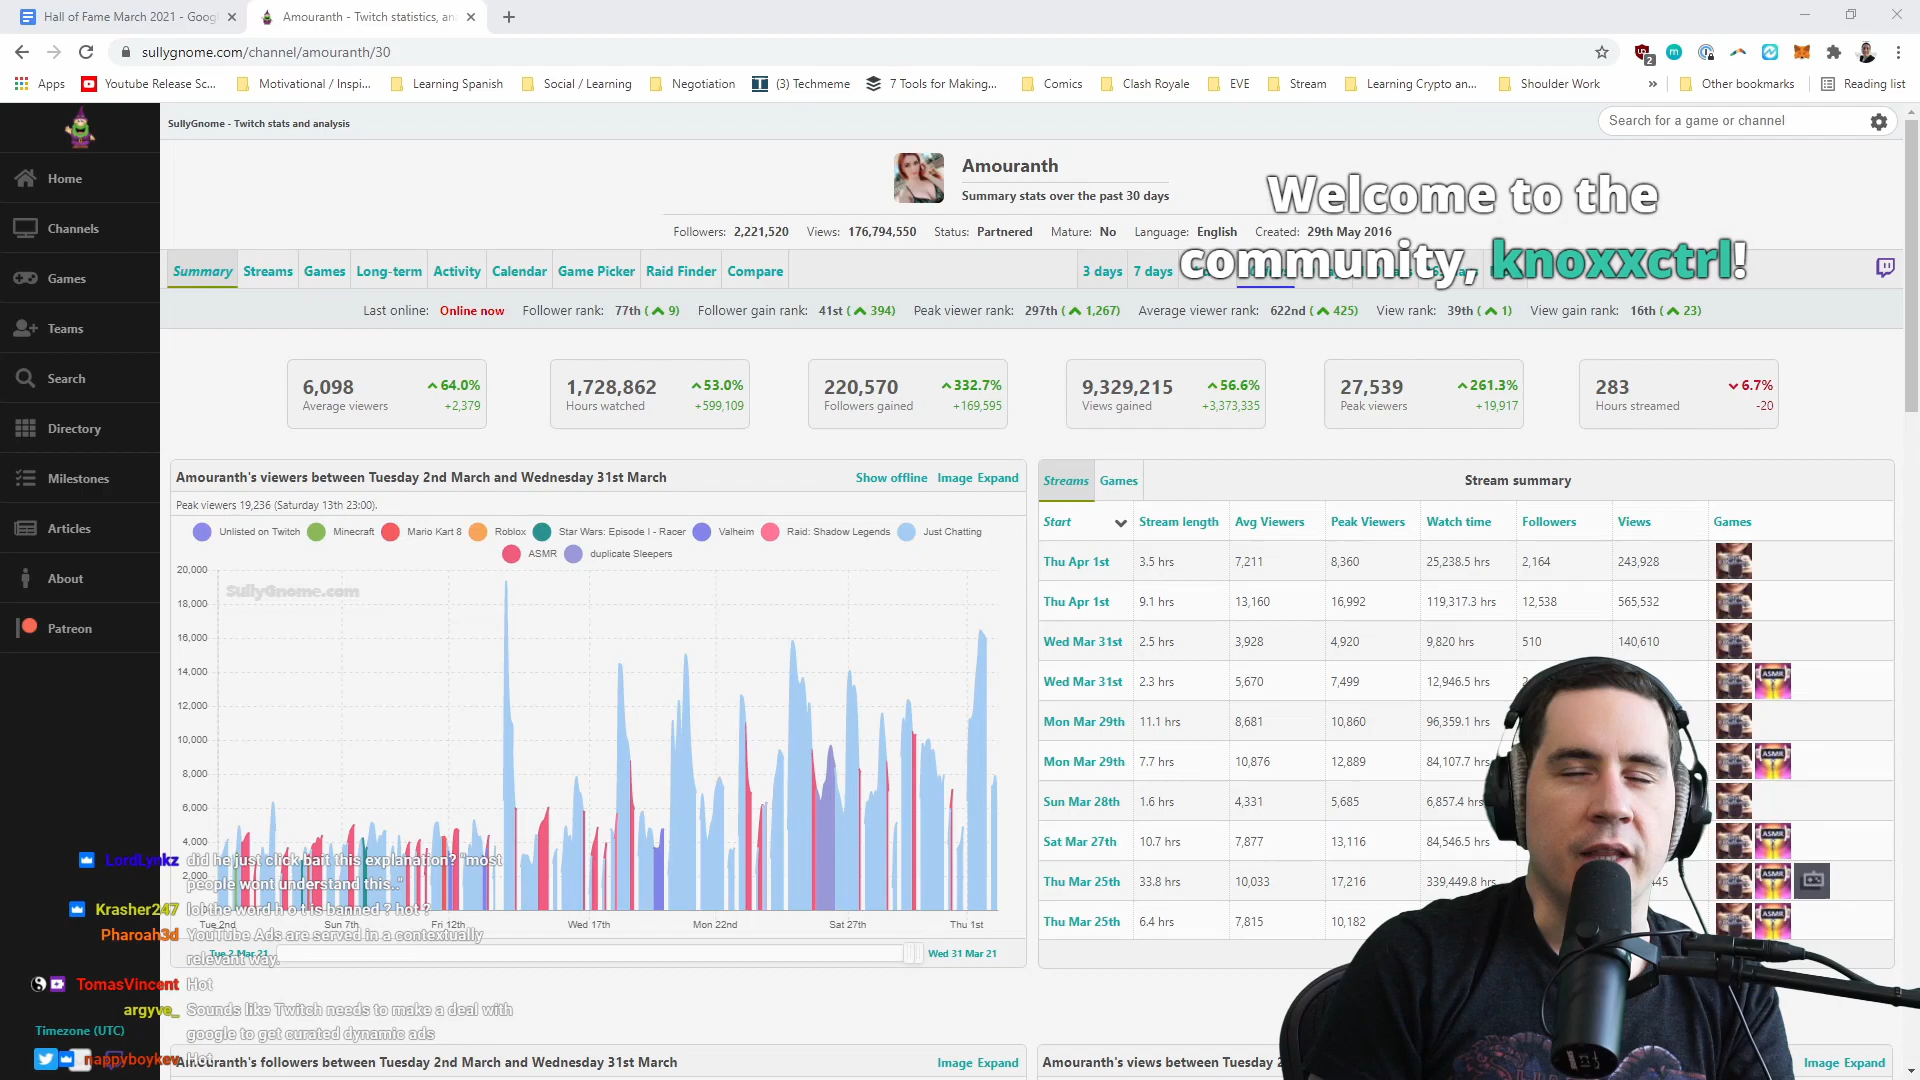 Hall of Fame March 2021 - Goog
Amouranth - Twitch statistics, an
sullygnome.com/channel/amouranth/30
2
Apps
Youtube Release Sc...
Motivational / Inspi...
Learning Spanish
Social / Learning
Negotiation
(3) Techmeme
7 Tools for Making...
Comics
Clash Royale
EVE
Stream
Learning Crypto an...
Shoulder Work
»
Other bookmarks
Reading list
SullyGnome - Twitch stats and analysis
Search for a game or channel
Home
Channels
Games
Teams
Search
Directory
Milestones
Articles
About
Patreon
Amouranth
Summary stats over the past 30 days
Followers: 2,221,520 Views: 176,794,550 Status: Partnered Mature: No Language: English Created: 29th May 2016
Welcome to the
community, knoxxctrl!
Summary Streams Games Long-term Activity Calendar Game Picker Raid Finder Compare 3 days 7 days
Last online: Online now Follower rank: 77th ( 9) Follower gain rank: 41st ( 394) Peak viewer rank: 297th ( 1,267) Average viewer rank: 622nd ( 425) View rank: 39th ( 1) View gain rank: 16th ( 23)
6,098 64.0%
Average viewers +2,379
1,728,862 53.0%
Hours watched +599,109
220,570 332.7%
Followers gained +169,595
9,329,215 56.6%
Views gained +3,373,335
27,539 261.3%
Peak viewers +19,917
283 6.7%
Hours streamed -20
Amouranth's viewers between Tuesday 2nd March and Wednesday 31st March
Show offline Image Expand
Peak viewers 19,236 (Saturday 13th 23:00).
Unlisted on Twitch Minecraft Mario Kart 8 Roblox Star Wars: Episode I - Racer Valheim Raid: Shadow Legends Just Chatting
ASMR duplicate Sleepers
SullyGnome.com
20,000
18,000
16,000
14,000
12,000
10,000
8,000
6,000
4,000
2,000
Tue 2nd Sun 7th Fri 12th Wed 17th Mon 22nd Sat 27th Thu 1st
Tue 2 Mar 21
Wed 31 Mar 21
Streams Games Stream summary
Start Stream length Avg Viewers Peak Viewers Watch time Followers Views Games
Thu Apr 1st 3.5 hrs 7,211 8,360 25,238.5 hrs 2,164 243,928
Thu Apr 1st 9.1 hrs 13,160 16,992 119,317.3 hrs 12,538 565,532
Wed Mar 31st 2.5 hrs 3,928 4,920 9,820 hrs 510 140,610
Wed Mar 31st 2.3 hrs 5,670 7,499 12,946.5 hrs ASMR
Mon Mar 29th 11.1 hrs 8,681 10,860 96,359.1 hrs
Mon Mar 29th 7.7 hrs 10,876 12,889 84,107.7 hrs ASMR
Sun Mar 28th 1.6 hrs 4,331 5,685 6,857.4 hrs
Sat Mar 27th 10.7 hrs 7,877 13,116 84,546.5 hrs ASMR
Thu Mar 25th 33.8 hrs 10,033 17,216 339,449.8 hrs 445 ASMR
Thu Mar 25th 6.4 hrs 7,815 10,182 ASMR
LordLynkz did he just click bait this explanation? "most
people wont understand this.."
Krasher247 lol the word h o t is banned ? hot ?
Pharoah3d YouTube Ads are served in a contextually
relevant way.
TomasVincent Hot
argyve_ Sounds like Twitch needs to make a deal with
google to get curated dynamic ads
Timezone (UTC)
nappyboykev Hot
Amouranth's followers between Tuesday 2nd March and Wednesday 31st March
Image Expand
Amouranth's views between Tuesday 2
Image Expand